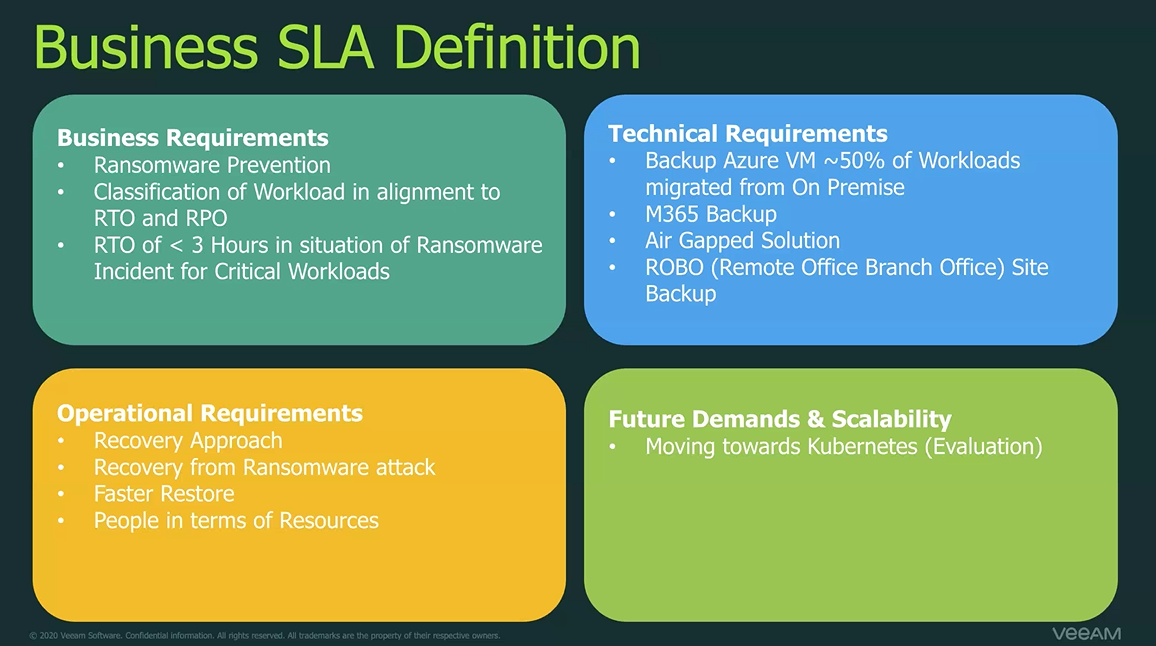 Business SLA Definition
Business Requirements
• Ransomware Prevention
• Classification of Workload in alignment to
RTO and RPO
• RTO of < 3 Hours in situation of Ransomware
Incident for Critical Workloads
Technical Requirements
• Backup Azure VM ~50% of Workloads
migrated from On Premise
• M365 Backup
• Air Gapped Solution
• ROBO (Remote Office Branch Office) Site
Backup
Operational Requirements
• Recovery Approach
• Recovery from Ransomware attack
• Faster Restore
• People in terms of Resources
Future Demands & Scalability
• Moving towards Kubernetes (Evaluation)
© 2020 Veeam Software. Confidential information. All rights reserved. All trademarks are the property of their respective owners.
VEEAM